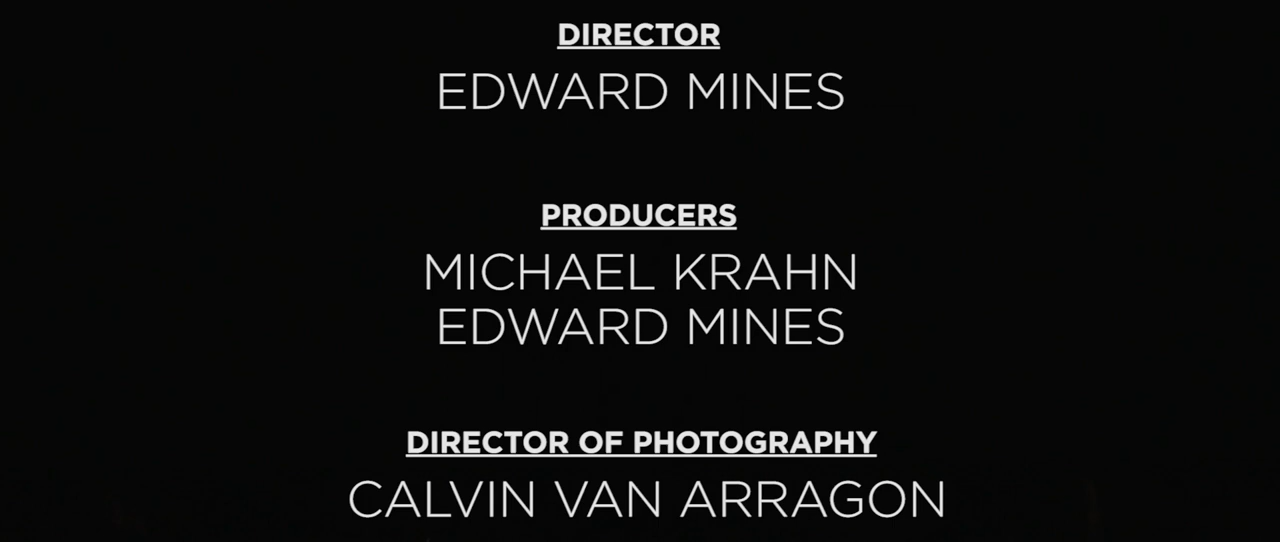 DIRECTOR
EDWARD MINES
PRODUCERS
MICHAEL KRAHN
EDWARD MINES
DIRECTOR OF PHOTOGRAPHY
CALVIN VAN ARRAGON